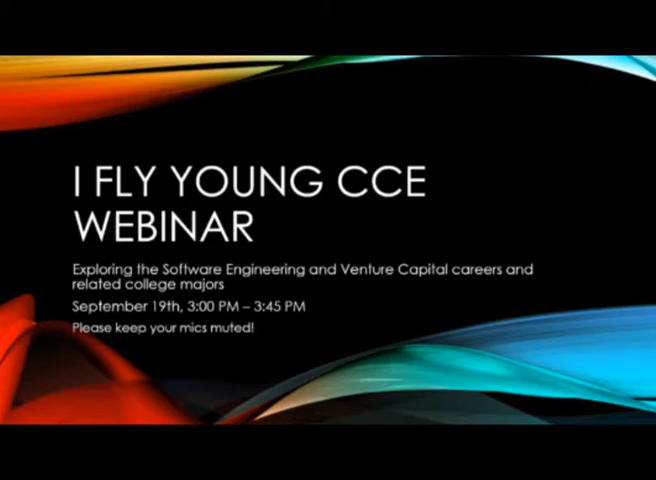 I FLY YOUNG CCE
WEBINAR
Exploring the Software Engineering and Venture Capital careers and
related college majors
September 19th, 3:00 PM – 3:45 PM
Please keep your mics muted!